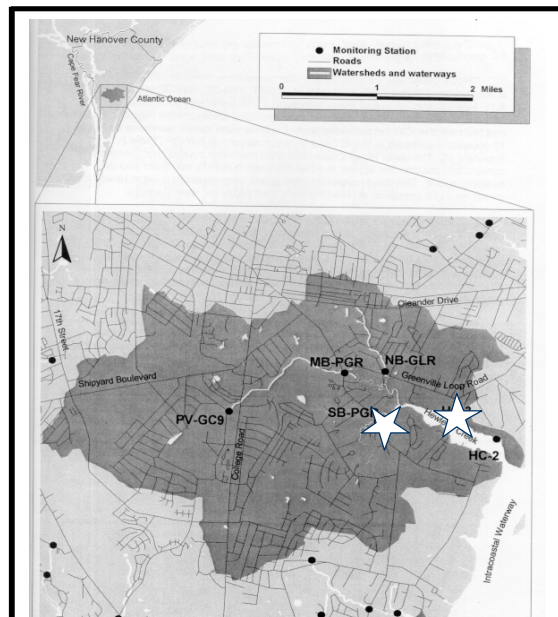 New Hanover County
Cape Fear River
Atlantic Ocean
Monitoring Station
Roads
Watersheds and waterways
0 1 2 Miles
N
17th Street
Oleander Drive
Shipyard Boulevard
MB-PGR
NB-GLR
Greenville Loop Road
PV-GC9
SB-PG
College Road
Creek
HC-2
Intracoastal Waterway